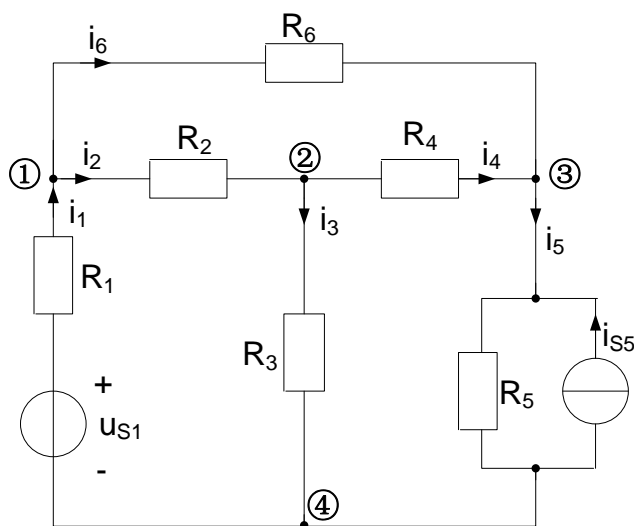 i₆
R₆
① i₂ R₂ ② R₄ i₄ ③
i₁ i₃ i₅
R₁
R₃ R₅ iS5
+
uS1
-
④